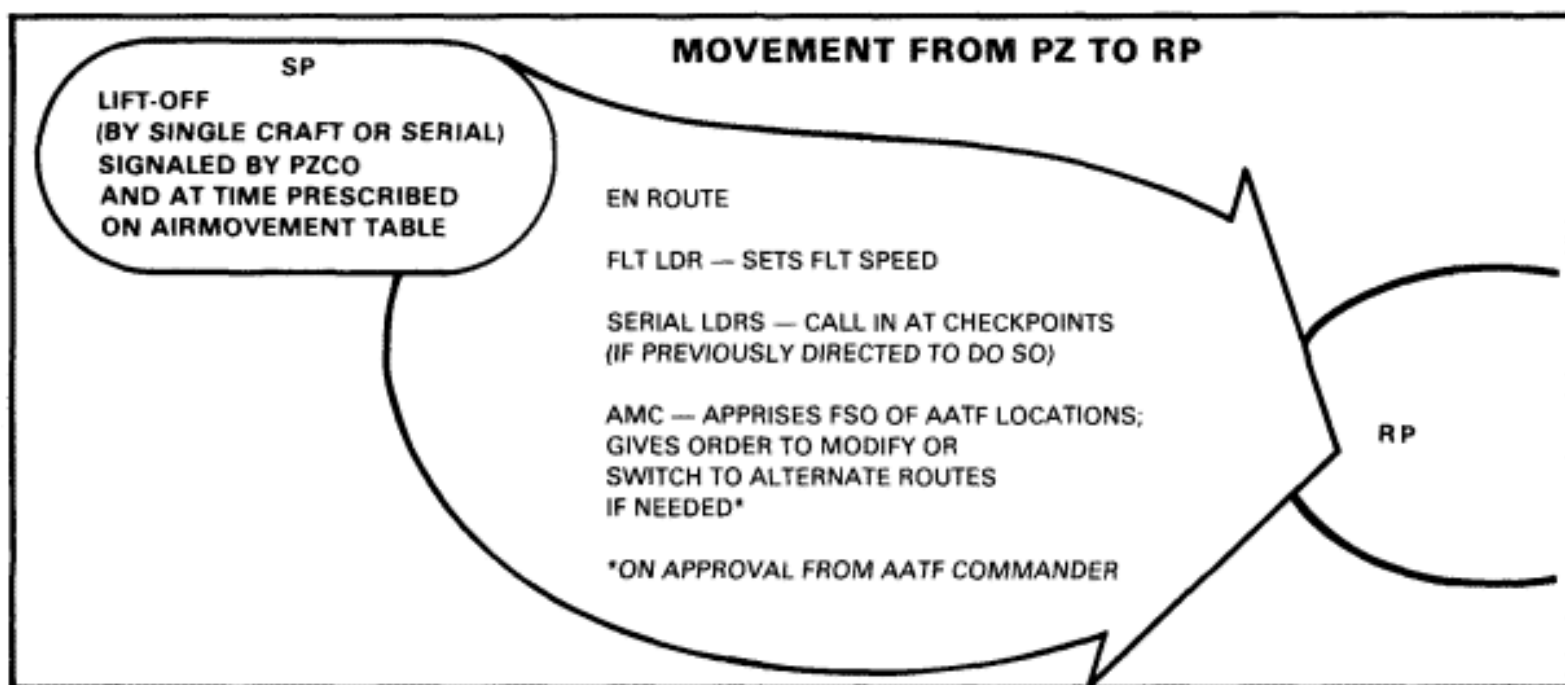 MOVEMENT FROM PZ TO RP
SP
LIFT-OFF
(BY SINGLE CRAFT OR SERIAL)
SIGNALED BY PZCO
AND AT TIME PRESCRIBED
ON AIRMOVEMENT TABLE
EN ROUTE
FLT LDR — SETS FLT SPEED
SERIAL LDRS — CALL IN AT CHECKPOINTS
(IF PREVIOUSLY DIRECTED TO DO SO)
AMC — APPRISES FSO OF AATF LOCATIONS;
GIVES ORDER TO MODIFY OR
SWITCH TO ALTERNATE ROUTES
IF NEEDED*
*ON APPROVAL FROM AATF COMMANDER
RP